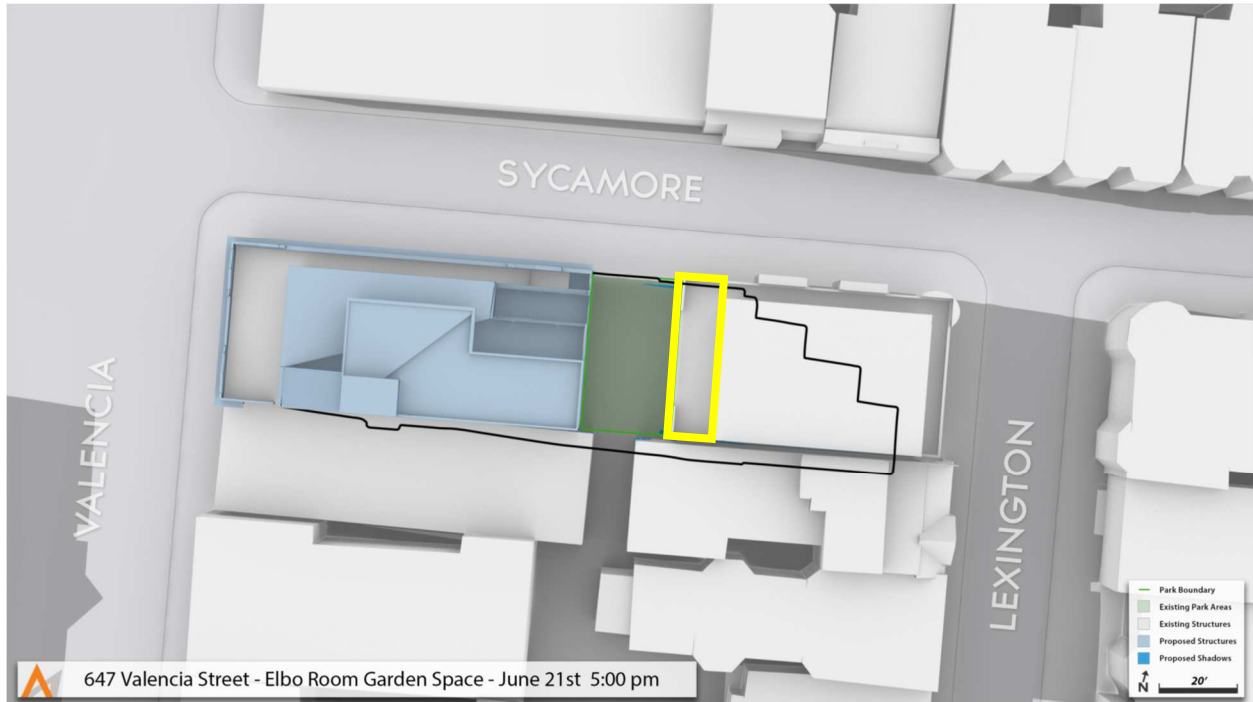 SYCAMORE
VALENCIA
LEXINGTON
Park Boundary
Existing Park Areas
Existing Structures
Proposed Structures
Proposed Shadows
N
20'
647 Valencia Street - Elbo Room Garden Space - June 21st 5:00 pm